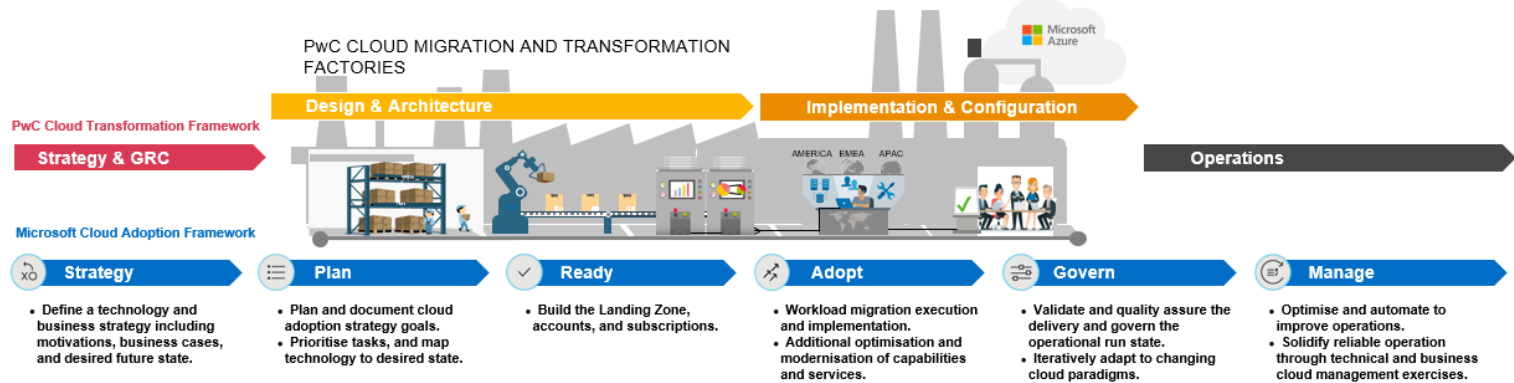 PwC CLOUD MIGRATION AND TRANSFORMATION
FACTORIES
Microsoft
Azure
Design & Architecture
Implementation & Configuration
PwC Cloud Transformation Framework
Strategy & GRC
AMERICA EMEA APAC
Operations
Microsoft Cloud Adoption Framework
Strategy
• Define a technology and
business strategy including
motivations, business cases,
and desired future state.
Plan
• Plan and document cloud
adoption strategy goals.
• Prioritise tasks, and map
technology to desired state.
Ready
• Build the Landing Zone,
accounts, and subscriptions.
Adopt
• Workload migration execution
and implementation.
• Additional optimisation and
modernisation of capabilities
and services.
Govern
• Validate and quality assure the
delivery and govern the
operational run state.
• Iteratively adapt to changing
cloud paradigms.
Manage
• Optimise and automate to
improve operations.
• Solidify reliable operation
through technical and business
cloud management exercises.